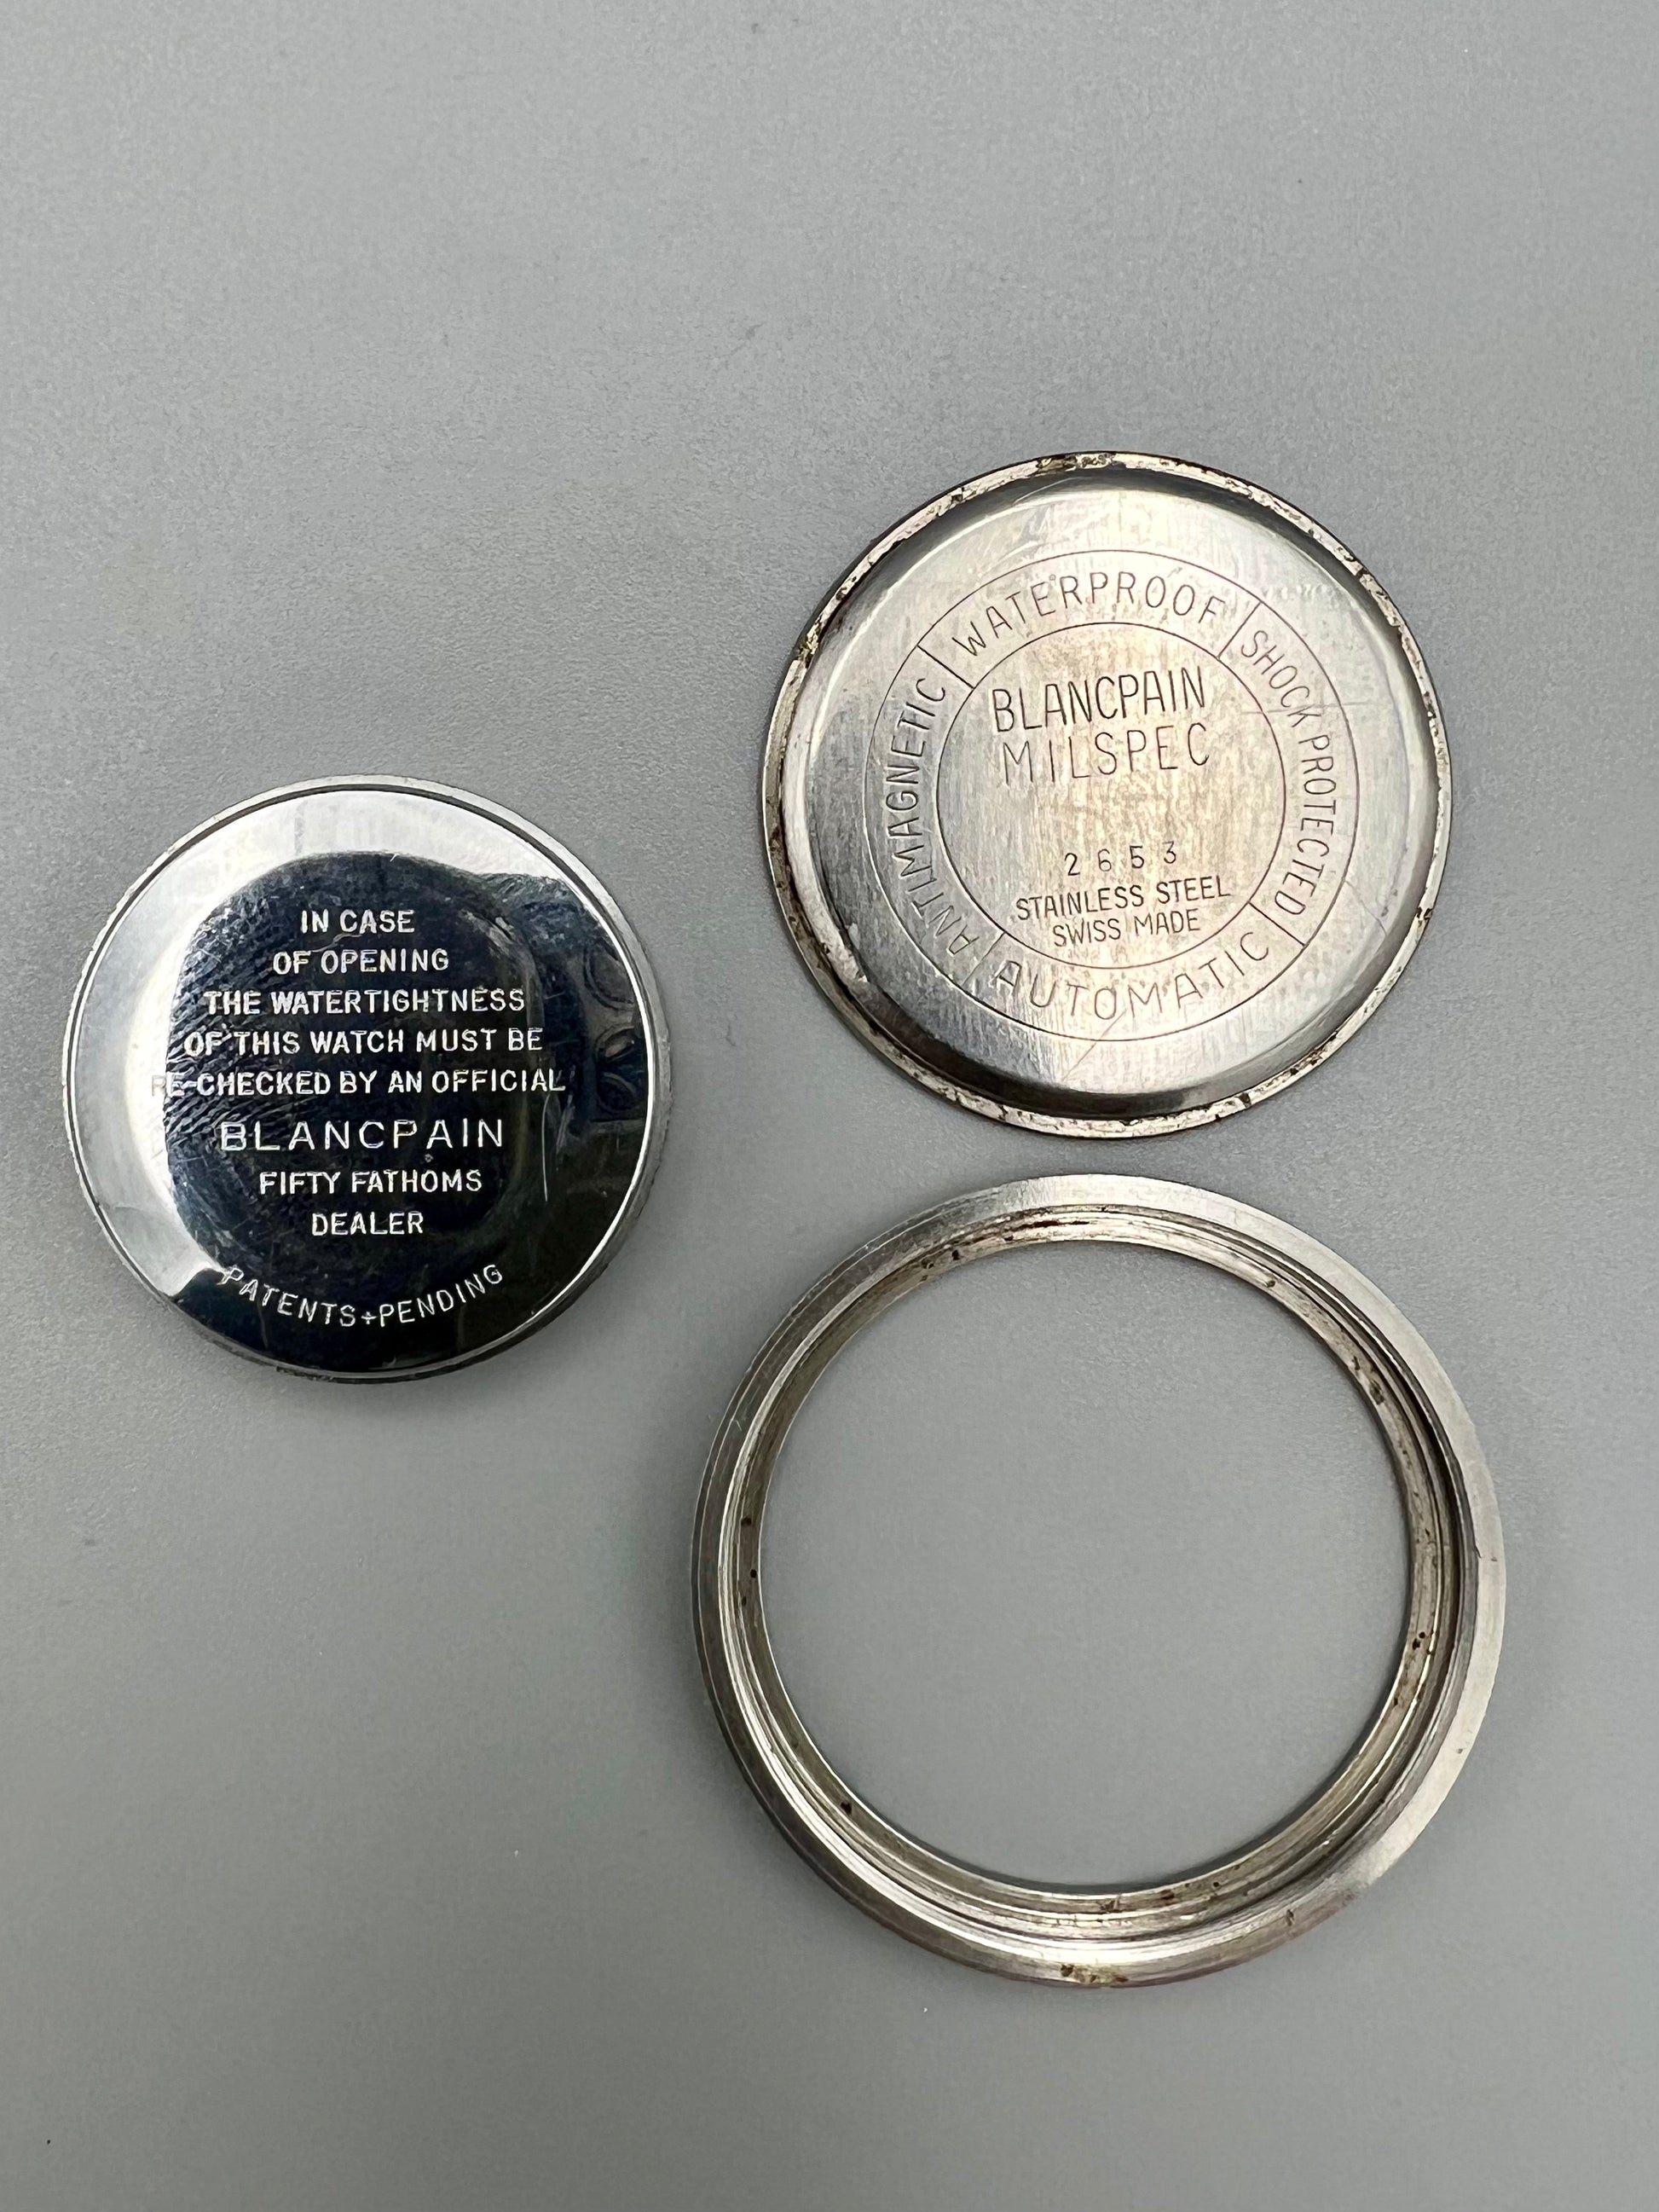 IN CASE
OF OPENING
THE WATERTIGHTNESS
OF THIS WATCH MUST BE
RE-CHECKED BY AN OFFICIAL
BLANCPAIN
FIFTY FATHOMS
DEALER
PATENTS+PENDING
WATERPROOF
SHOCK PROTECTED
AUTOMATIC
ANTIMAGNETIC
BLANCPAIN
MILSPEC
2653
STAINLESS STEEL
SWISS MADE